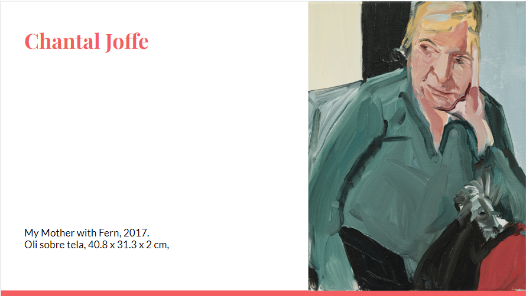 Chantal Joffe
My Mother with Fern, 2017.
Oli sobre tela, 40.8 x 31.3 x 2 cm,